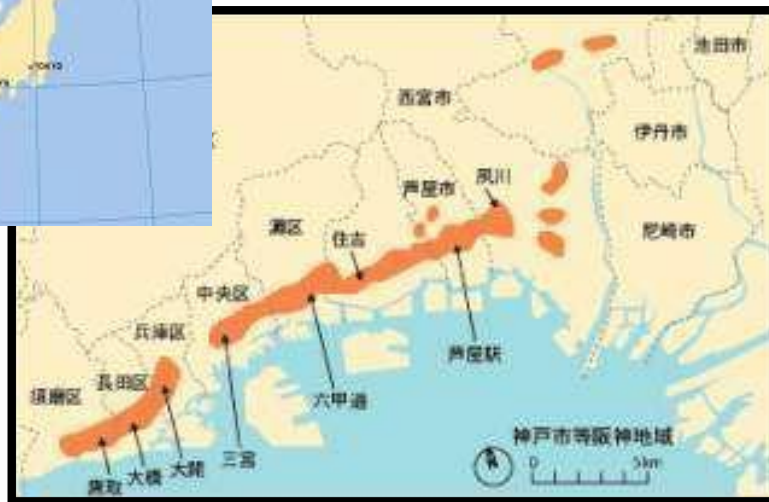 TOKYO
池田市
西宮市
伊丹市
芦屋市
夙川
尼崎市
灘区
住吉
中央区
兵庫区
芦屋駅
長田区
須磨区
六甲道
神戸市等阪神地域
三宮
大開
大橋
鷹取
0 5km